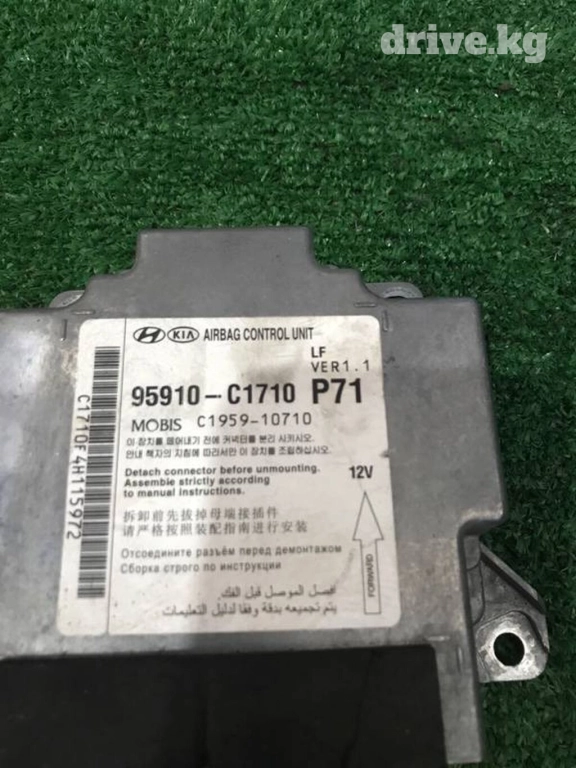 drive.kg
HYUNDAI KIA AIRBAG CONTROL UNIT
LF
VER1.1
95910-C1710 P71
MOBIS C1959-10710
이 장치를 떼어내기 전에 커넥터를 분리 시키시오.
안내 책자의 지침에 따라서만 이 장치를 조립하십시오.
Detach connector before unmounting.
Assemble strictly according
to manual instructions.
12V
拆卸前先拔掉母端接插件
请严格按照装配指南进行安装
Отсоедините разъём перед демонтажом
Сборка строго по инструкции
أفصل الموصل قبل الفك.
يتم تجميعه بدقة وفقا لدليل التعليمات
FORWARD
C1710F4H115972